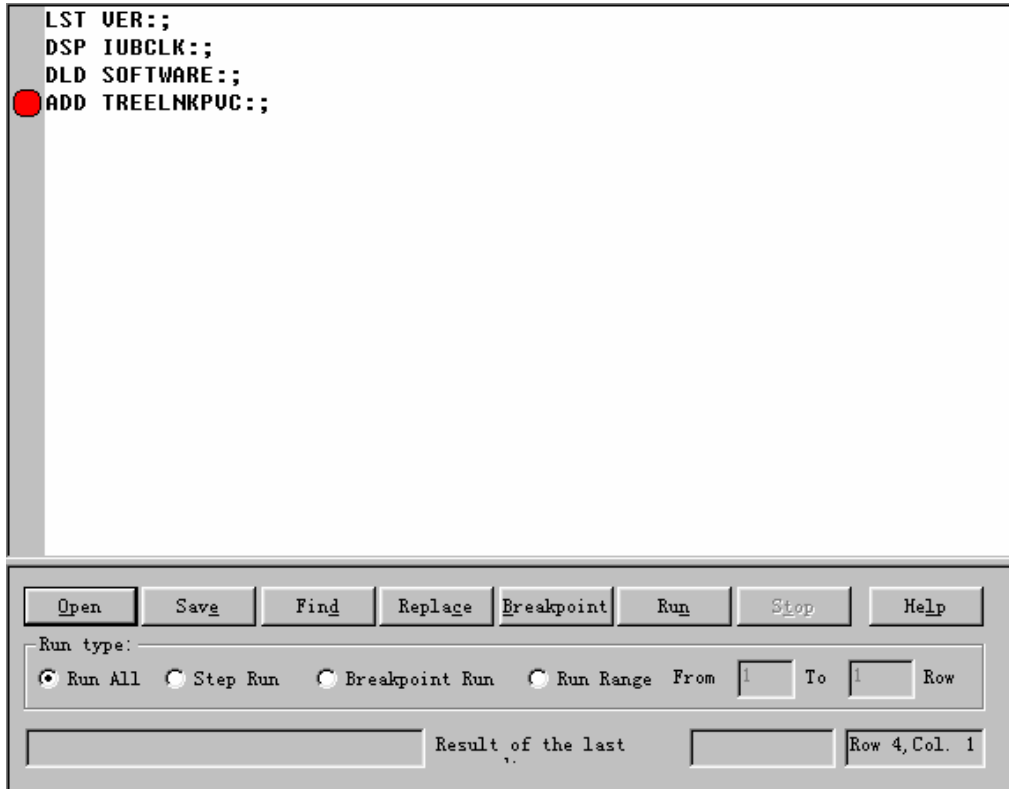 LST VER:;
DSP IUBCLK:;
DLD SOFTWARE:;
ADD TREELNKPVC:;
Open Save Find Replace Breakpoint Run Stop Help
Run type:
Run All Step Run Breakpoint Run Run Range From 1 To 1 Row
Result of the last
Row 4,Col. 1